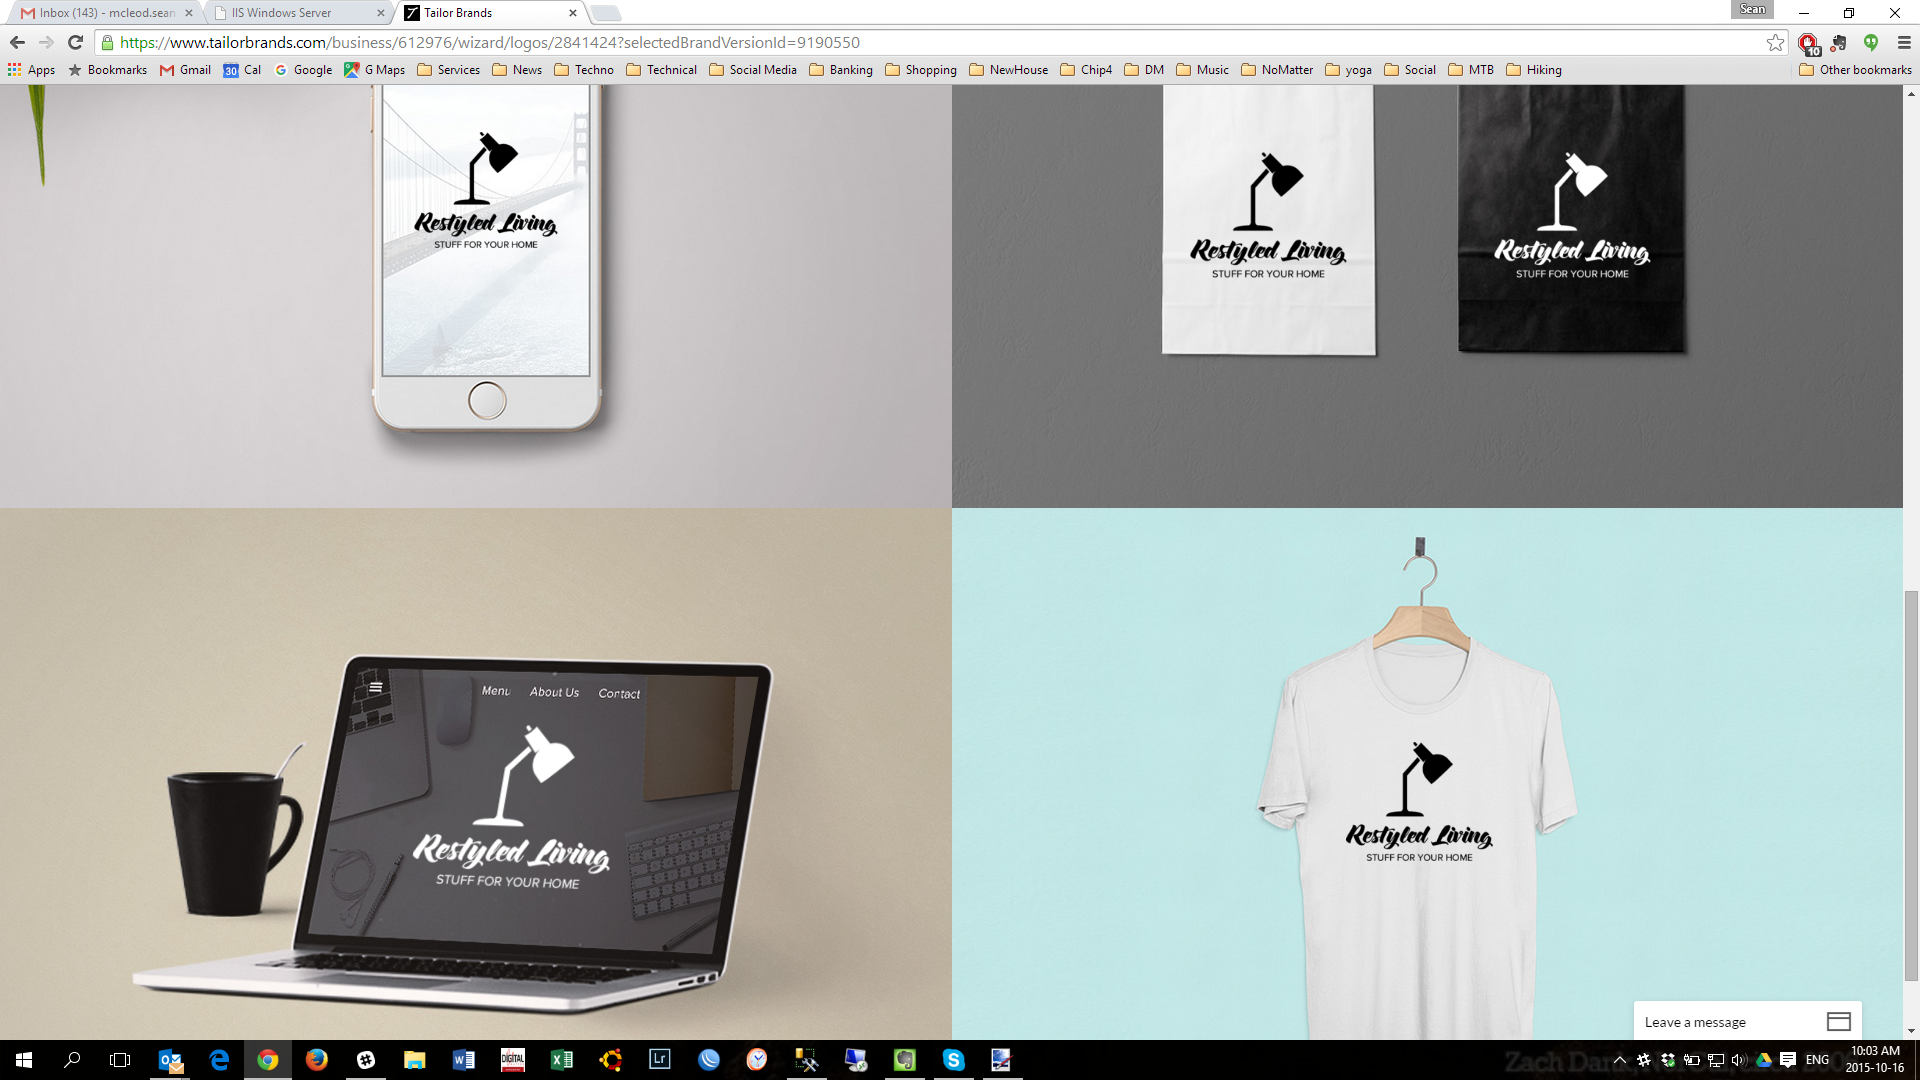 Inbox (143) - mcleod.sean
IIS Windows Server
Tailor Brands
Sean
https://www.tailorbrands.com/business/612976/wizard/logos/2841424?selectedBrandVersionId=9190550
10
Apps
Bookmarks
Gmail
30
Cal
Google
G Maps
Services
News
Techno
Technical
Social Media
Banking
Shopping
NewHouse
Chip4
DM
Music
NoMatter
yoga
Social
MTB
Hiking
Other bookmarks
Restyled Living
STUFF FOR YOUR HOME
Restyled Living
STUFF FOR YOUR HOME
Restyled Living
STUFF FOR YOUR HOME
Menu About Us Contact
Restyled Living
STUFF FOR YOUR HOME
Restyled Living
STUFF FOR YOUR HOME
Leave a message
DIGITAL
Lr
ENG
10:03 AM
2015-10-16